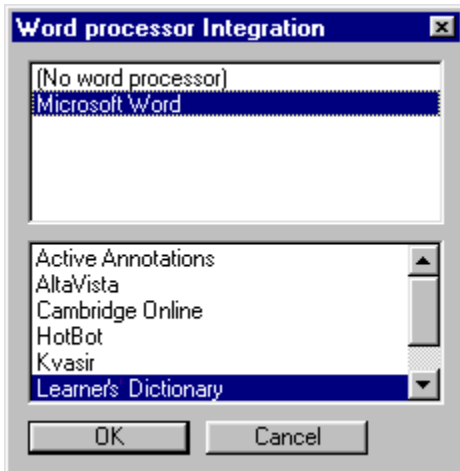 Word processor Integration
(No word processor)
Microsoft Word
Active Annotations
AltaVista
Cambridge Online
HotBot
Kvasir
Learner's Dictionary
OK Cancel